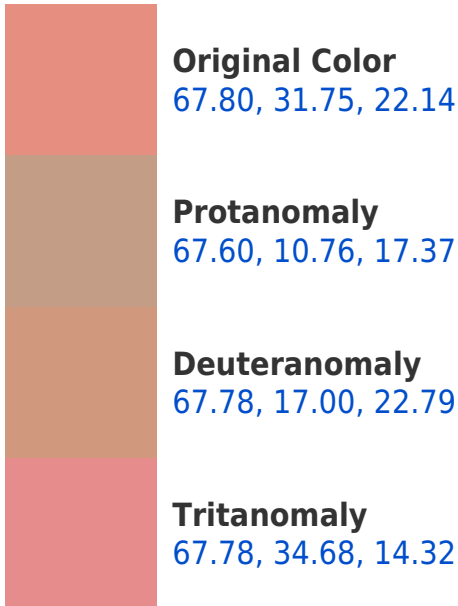 Original Color
67.80, 31.75, 22.14
Protanomaly
67.60, 10.76, 17.37
Deuteranomaly
67.78, 17.00, 22.79
Tritanomaly
67.78, 34.68, 14.32